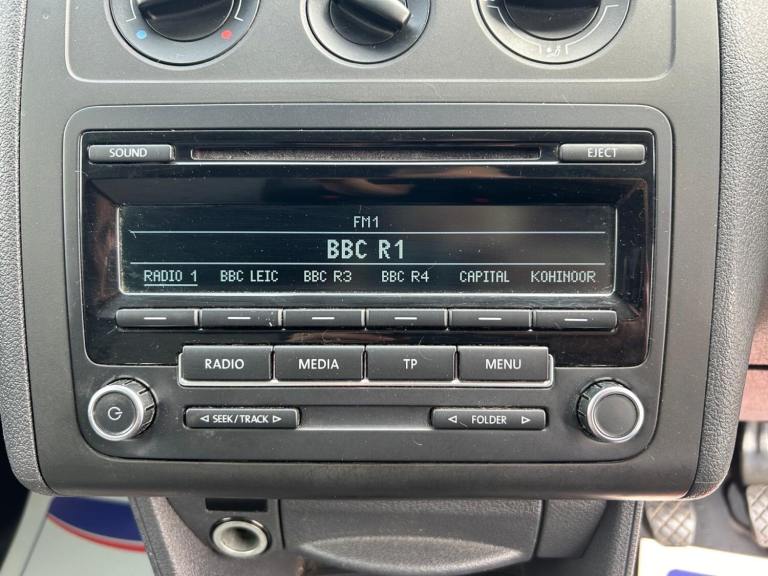 SOUND
EJECT
FM1
BBC R1
RADIO 1 BBC LEIC BBC R3 BBC R4 CAPITAL KOHINOOR
RADIO MEDIA TP MENU
SEEK/TRACK FOLDER